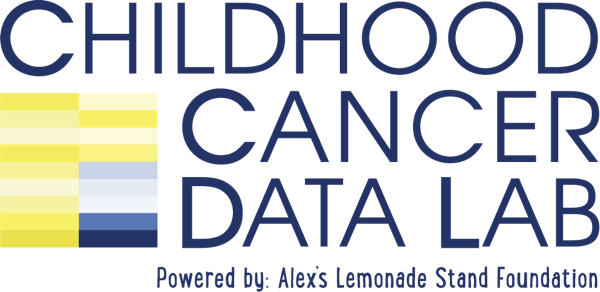 CHILDHOOD
CANCER
DATA LAB
Powered by: Alex's Lemonade Stand Foundation